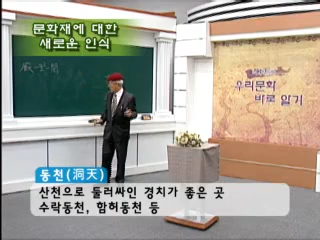 문화재에 대한
새로운 인식
우리문화
바로 알기
동천(洞天)
산천으로 둘러싸인 경치가 좋은 곳
수락동천, 함허동천 등